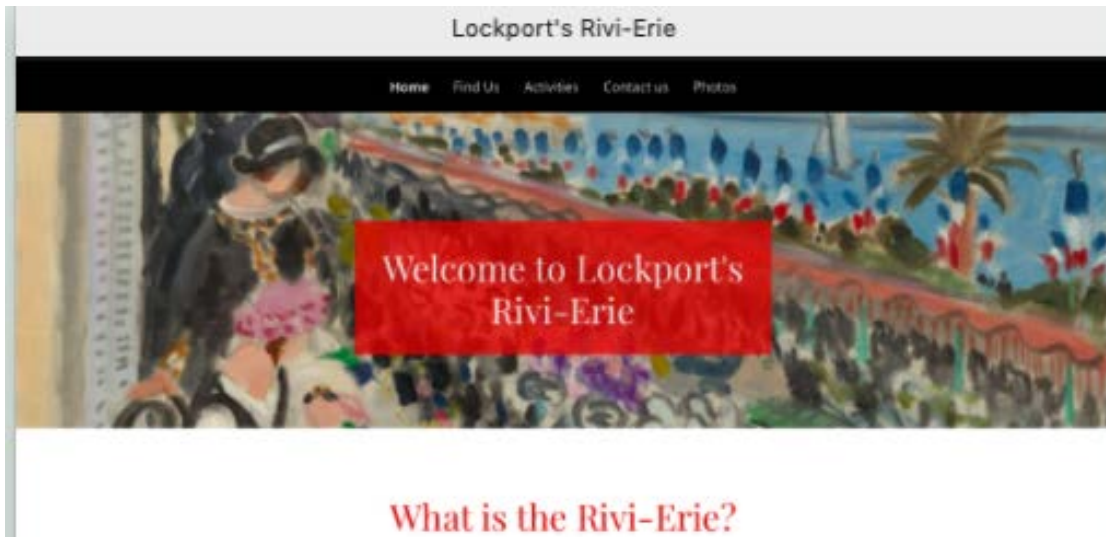 Lockport's Rivi-Erie
Home Find Us Activities Contact us Photos
Welcome to Lockport's
Rivi-Erie
What is the Rivi-Erie?